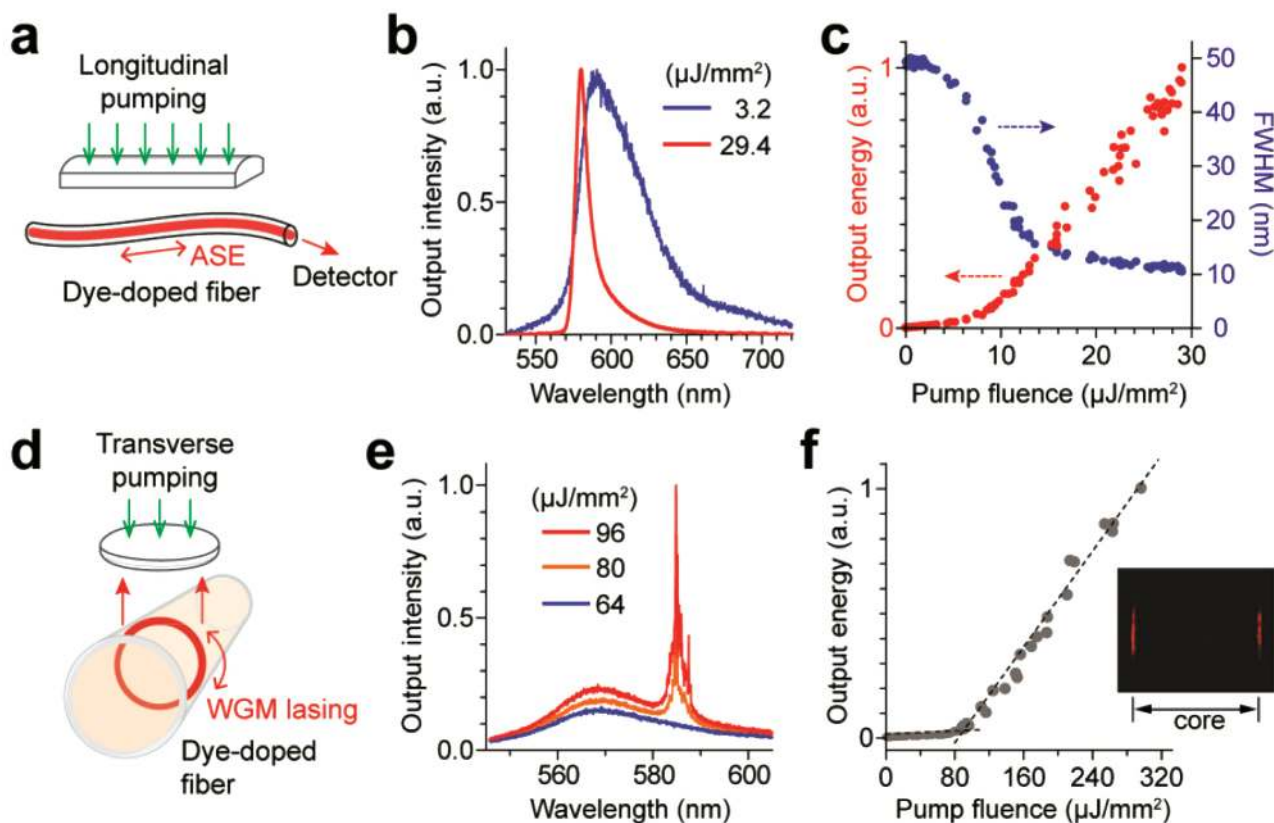 a
Longitudinal
pumping
ASE
Detector
Dye-doped fiber
b
Output intensity (a.u.)
1.0
0.5
0.0
(µJ/mm²)
3.2
29.4
550 600 650 700
Wavelength (nm)
c
Output energy (a.u.)
1
0
50
40
30
20
10
0
FWHM
(nm)
0 10 20 30
Pump fluence (µJ/mm²)
d
Transverse
pumping
WGM lasing
Dye-doped
fiber
e
Output intensity (a.u.)
1.0
0.5
0.0
(µJ/mm²)
96
80
64
560 580 600
Wavelength (nm)
f
Output energy (a.u.)
1
0
core
0 80 160 240 320
Pump fluence (µJ/mm²)